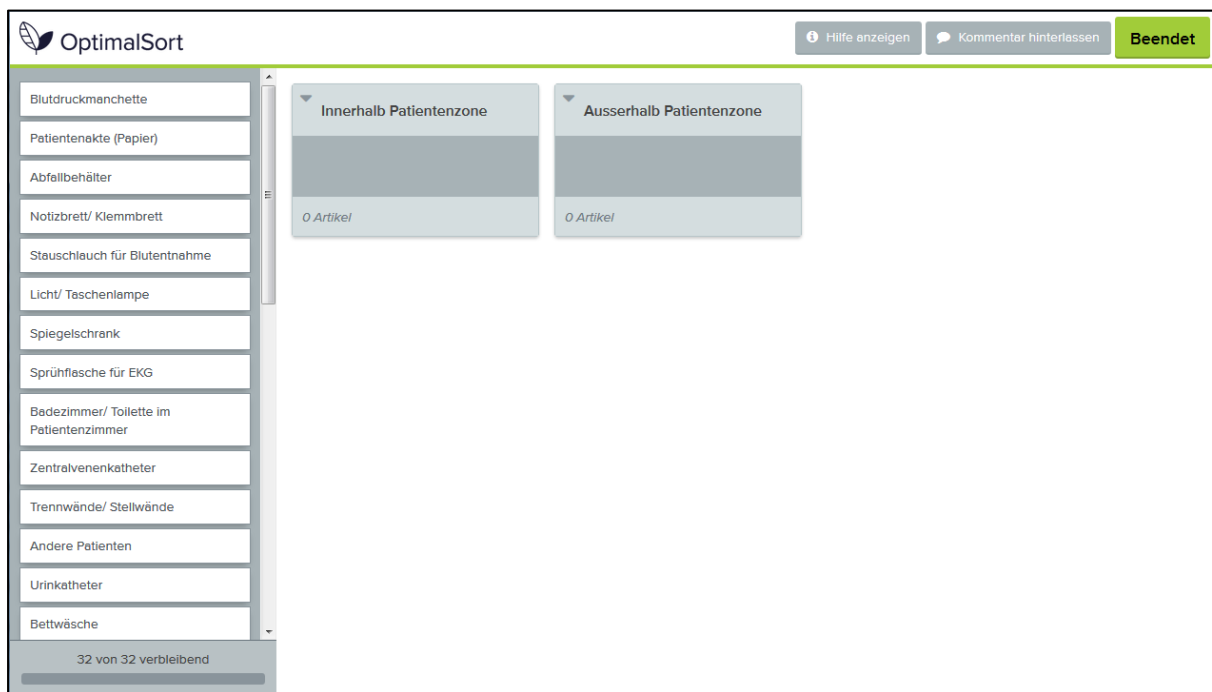 OptimalSort
Hilfe anzeigen
Kommentar hinterlassen
Beendet
Blutdruckmanchette
Patientenakte (Papier)
Abfallbehälter
Notizbrett/ Klemmbrett
Stauschlauch für Blutentnahme
Licht/ Taschenlampe
Spiegelschrank
Sprühflasche für EKG
Badezimmer/ Toilette im
Patientenzimmer
Zentralvenenkatheter
Trennwände/ Stellwände
Andere Patienten
Urinkatheter
Bettwäsche
32 von 32 verbleibend
Innerhalb Patientenzone
0 Artikel
Ausserhalb Patientenzone
0 Artikel